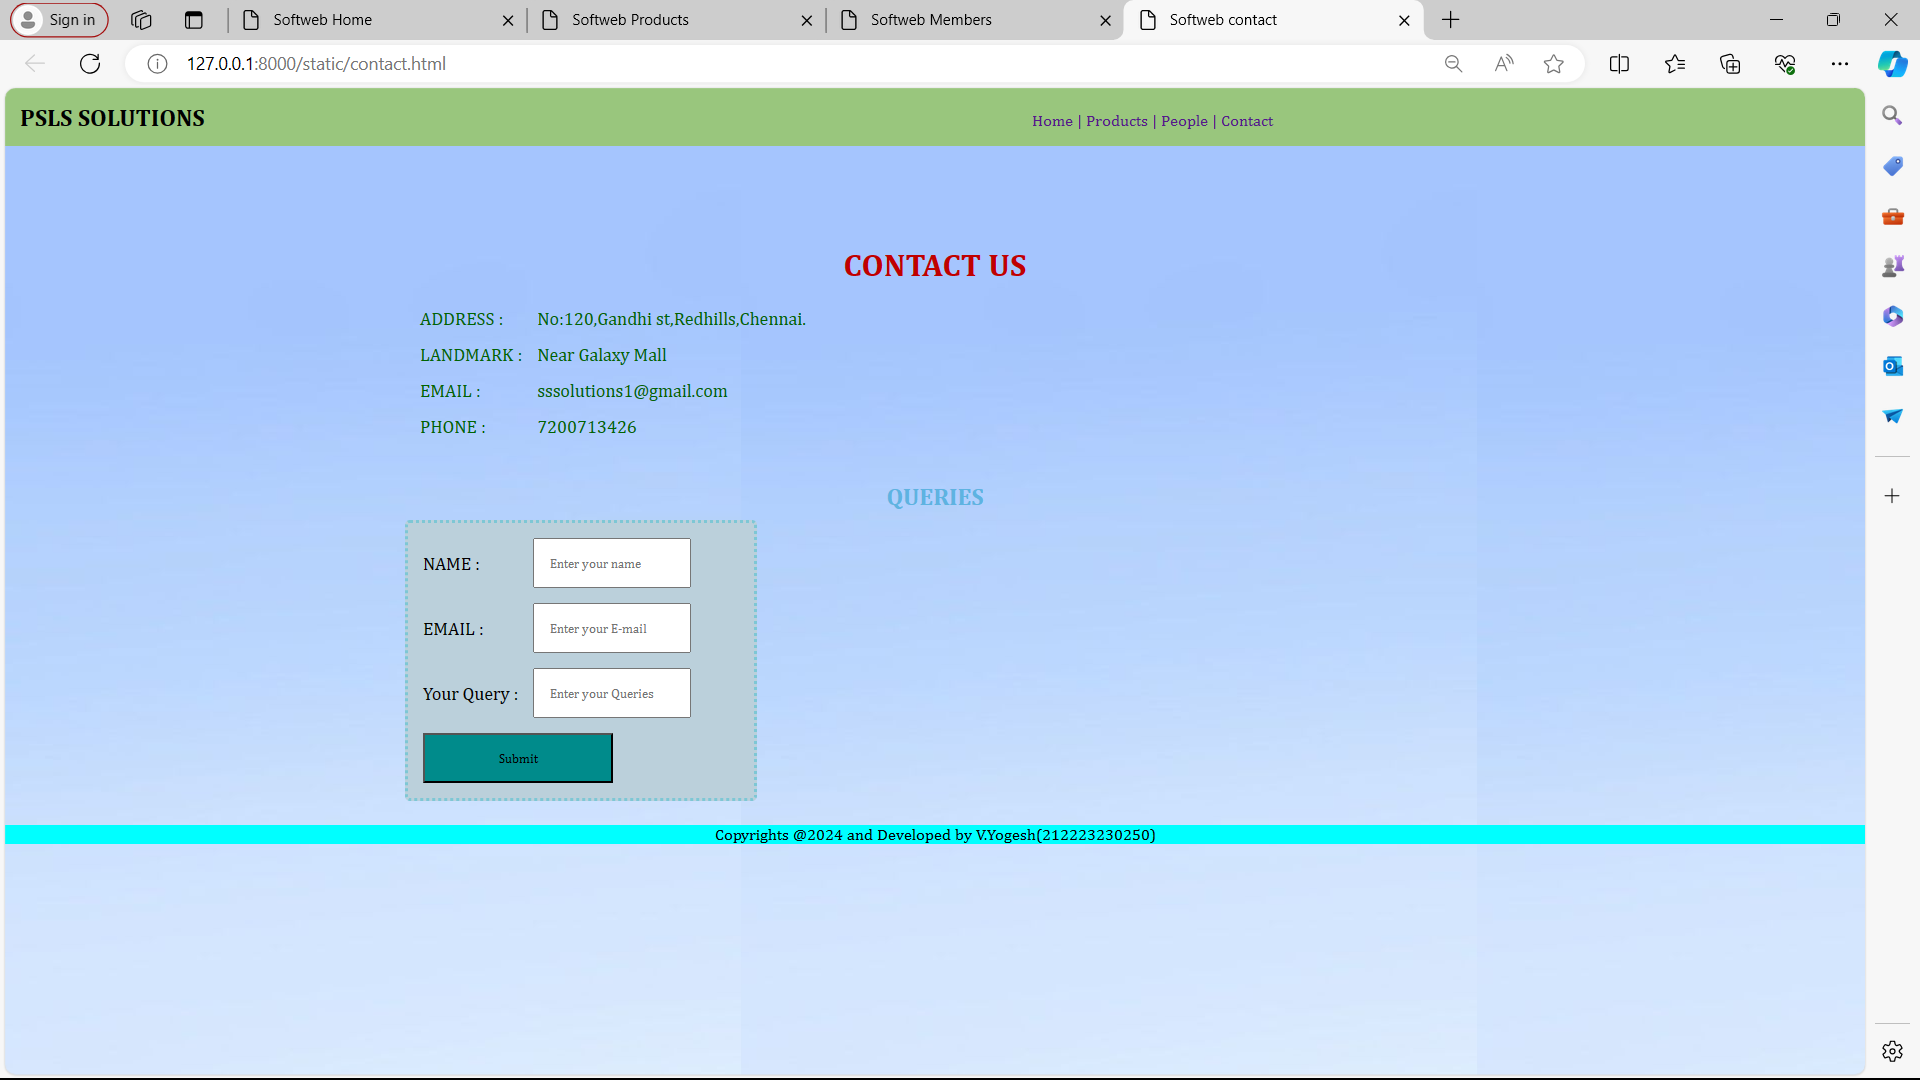 Sign in
Softweb Home
Softweb Products
Softweb Members
Softweb contact
127.0.0.1:8000/static/contact.html
PSLS SOLUTIONS
Home | Products | People | Contact
CONTACT US
ADDRESS : No:120,Gandhi st,Redhills,Chennai.
LANDMARK : Near Galaxy Mall
EMAIL : sssolutions1@gmail.com
PHONE : 7200713426
QUERIES
NAME : Enter your name
EMAIL : Enter your E-mail
Your Query : Enter your Queries
Submit
Copyrights @2024 and Developed by V.Yogesh(212223230250)